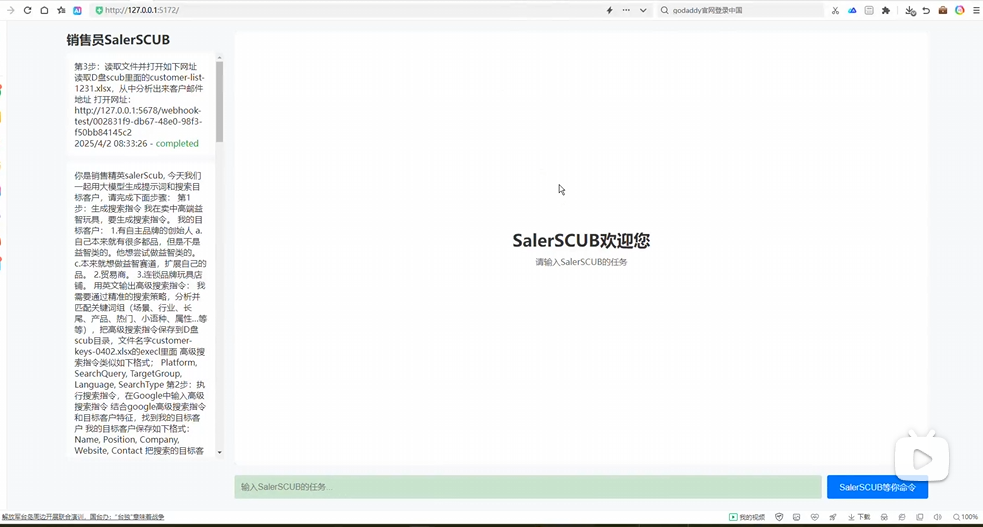 http://127.0.0.1:5172/
godaddy官网登录中国
销售员SalerSCUB
第3步：读取文件并打开如下网址
读取D盘scub里面的customer-list-
1231.xlsx，从中分析出来客户邮件
地址 打开网址：
http://127.0.0.1:5678/webhook-
test/002831f9-db67-48e0-98f3-
f50bb84145c2
2025/4/2 08:33:26 - completed
你是销售精英salerScub, 今天我们
一起用大模型生成提示词和搜索目
标客户，请完成下面步骤： 第1
步：生成搜索指令 我在卖中高端益
智玩具，要生成搜索指令。 我的目
标客户： 1.有自主品牌的创始人 a.
自己本来就有很多都品，但是不是
益智类的。他想尝试做益智类的。
c.本来就想做益智赛道，扩展自己的
品。 2.贸易商。 3.连锁品牌玩具店
铺。 用英文输出高级搜索指令： 我
需要通过精准的搜索策略，分析并
匹配关键词组（场景、行业、长
尾、产品、热门、小语种、属性...等
等），把高级搜索指令保存到D盘
scub目录，文件名字customer-
keys-0402.xlsx的execl里面 高级搜
索指令类似如下格式； Platform,
SearchQuery, TargetGroup,
Language, SearchType 第2步：执
行搜索指令，在Google中输入高级
搜索指令 结合google高级搜索指令
和目标客户特征，找到我的目标客
户 我的目标客户保存如下格式：
Name, Position, Company,
Website, Contact 把搜索的目标客
SalerSCUB欢迎您
请输入SalerSCUB的任务
输入SalerSCUB的任务...
SalerSCUB等你命令
解放军台岛周边开展联合演训，国台办："台独"意味着战争
我的视频
下载
100%